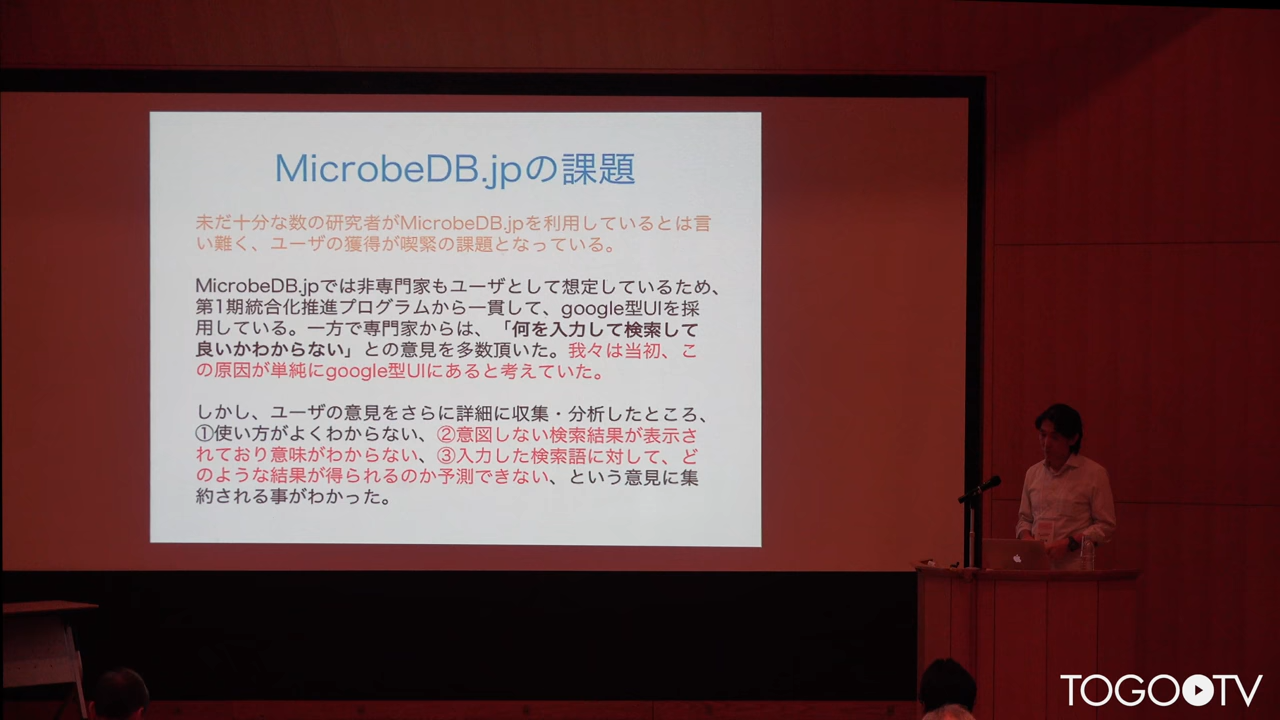 MicrobeDB.jpの課題
未だ十分な数の研究者がMicrobeDB.jpを利用しているとは言
い難く、ユーザの獲得が喫緊の課題となっている。
MicrobeDB.jpでは非専門家もユーザとして想定しているため、
第1期統合化推進プログラムから一貫して、google型UIを採
用している。一方で専門家からは、「何を入力して検索して
良いかわからない」との意見を多数頂いた。我々は当初、こ
の原因が単純にgoogle型UIにあると考えていた。
しかし、ユーザの意見をさらに詳細に収集・分析したところ、
①使い方がよくわからない、②意図しない検索結果が表示さ
れており意味がわからない、③入力した検索語に対して、ど
のような結果が得られるのか予測できない、という意見に集
約される事がわかった。
TOGOTV